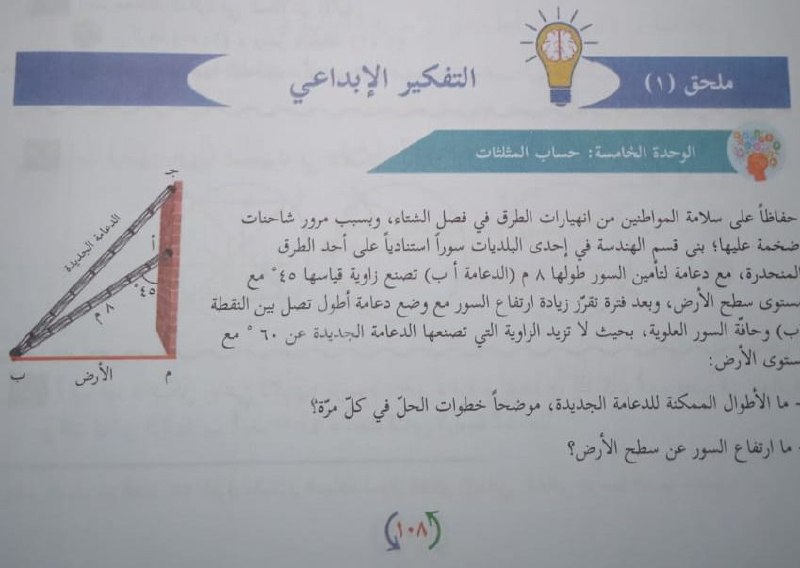 ملحق (١)
التفكير الإبداعي
الوحدة الخامسة: حساب المثلثات
حفاظاً على سلامة المواطنين من انهيارات الطرق في فصل الشتاء، وبسبب مرور شاحنات
ضخمة عليها؛ بنى قسم الهندسة في إحدى البلديات سوراً استنادياً على أحد الطرق
المنحدرة، مع دعامة لتأمين السور طولها ٨ م (الدعامة أ ب) تصنع زاوية قياسها ٤٥° مع
مستوى سطح الأرض، وبعد فترة تقرّر زيادة ارتفاع السور مع وضع دعامة أطول تصل بين النقطة
ب) وحافّة السور العلوية، بحيث لا تزيد الزاوية التي تصنعها الدعامة الجديدة عن ٦٠ ° مع
ستوى الأرض:
- ما الأطوال الممكنة للدعامة الجديدة، موضحاً خطوات الحلّ في كلّ مرّة؟
- ما ارتفاع السور عن سطح الأرض؟
جـ
الدعامة الجديدة
أ
٤٥°
٨ م
ب
الأرض
م
١٠٨